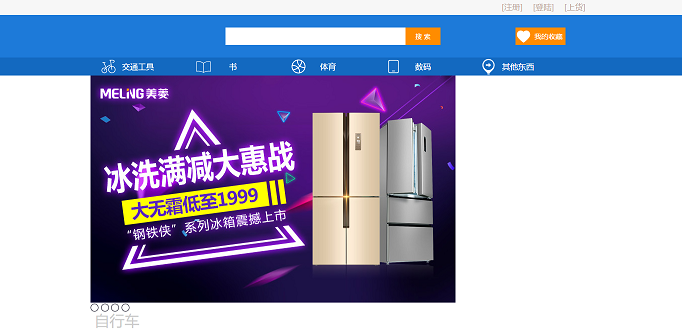 [注册] [登陆] [上货]
搜 索 我的收藏
交通工具 书 体育 数码 其他东西
MELING美菱
冰洗满减大惠战
大无霜低至1999
“钢铁侠”系列冰箱震撼上市
自行车